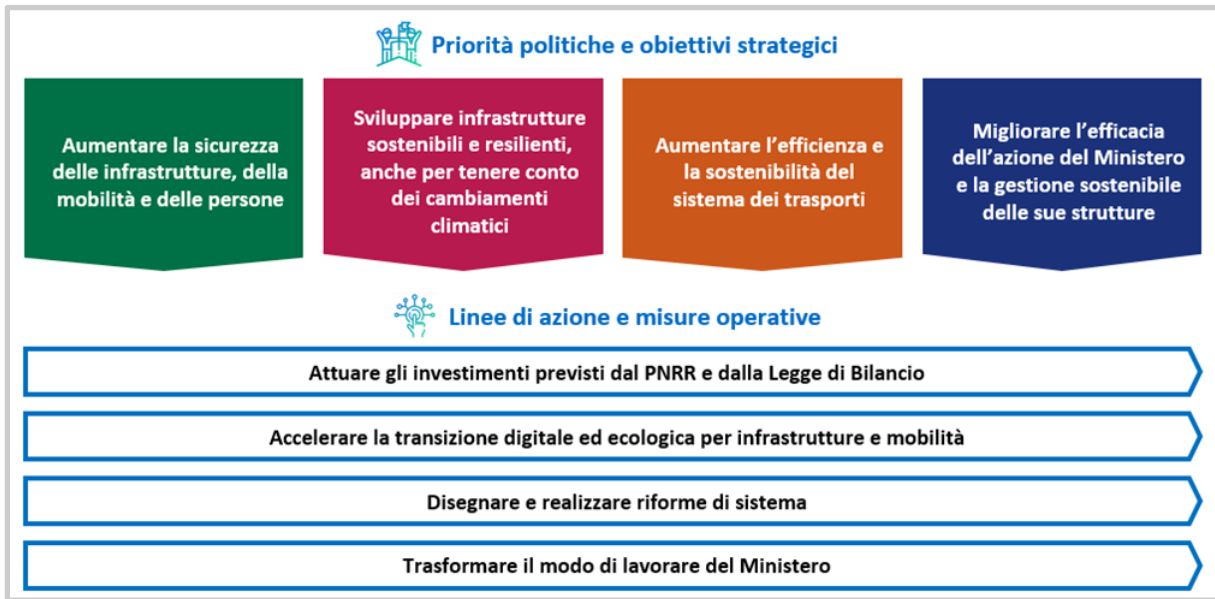 Priorità politiche e obiettivi strategici
Aumentare la sicurezza
delle infrastrutture, della
mobilità e delle persone
Sviluppare infrastrutture
sostenibili e resilienti,
anche per tenere conto
dei cambiamenti
climatici
Aumentare l’efficienza e
la sostenibilità del
sistema dei trasporti
Migliorare l’efficacia
dell’azione del Ministero
e la gestione sostenibile
delle sue strutture
Linee di azione e misure operative
Attuare gli investimenti previsti dal PNRR e dalla Legge di Bilancio
Accelerare la transizione digitale ed ecologica per infrastrutture e mobilità
Disegnare e realizzare riforme di sistema
Trasformare il modo di lavorare del Ministero